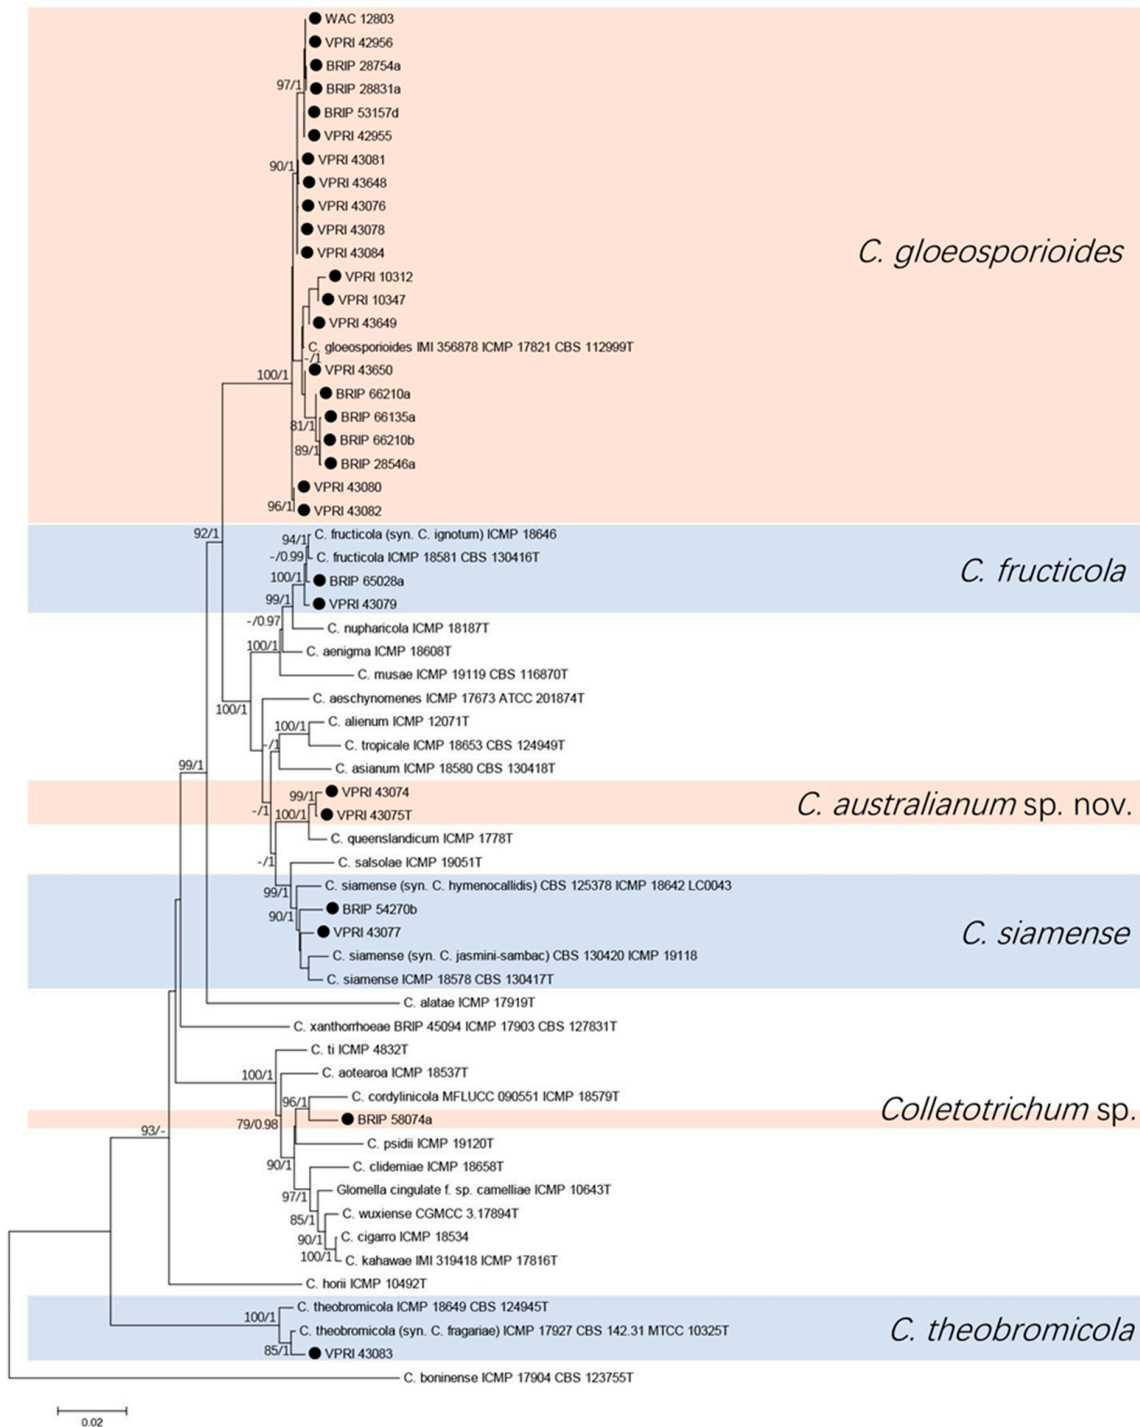 WAC 12803
VPRI 42956
BRIP 28754a
97/1
BRIP 28831a
BRIP 53157d
VPRI 42955
VPRI 43081
90/1
VPRI 43648
VPRI 43076
VPRI 43078
VPRI 43084
C. gloeosporioides
VPRI 10312
VPRI 10347
VPRI 43649
C. gloeosporioides IMI 356878 ICMP 17821 CBS 112999T
-/1
VPRI 43650
100/1
BRIP 66210a
BRIP 66135a
81/1
BRIP 66210b
89/1
BRIP 28546a
VPRI 43080
96/1
VPRI 43082
92/1
C. fructicola (syn. C. ignotum) ICMP 18646
94/1
C. fructicola ICMP 18581 CBS 130416T
-/0.99
C. fructicola
100/1
BRIP 65028a
99/1
VPRI 43079
-/0.97
C. nupharicola ICMP 18187T
100/1
C. aenigma ICMP 18608T
C. musae ICMP 19119 CBS 116870T
C. aeschynomenes ICMP 17673 ATCC 201874T
100/1
C. alienum ICMP 12071T
100/1
-/1
C. tropicale ICMP 18653 CBS 124949T
99/1
C. asianum ICMP 18580 CBS 130418T
VPRI 43074
99/1
C. australianum sp. nov.
-/1
100/1
VPRI 43075T
C. queenslandicum ICMP 1778T
-/1
C. salsolae ICMP 19051T
C. siamense (syn. C. hymenocallidis) CBS 125378 ICMP 18642 LC0043
99/1
BRIP 54270b
90/1
VPRI 43077
C. siamense
C. siamense (syn. C. jasmini-sambac) CBS 130420 ICMP 19118
C. siamense ICMP 18578 CBS 130417T
C. alatae ICMP 17919T
C. xanthorrhoeae BRIP 45094 ICMP 17903 CBS 127831T
C. ti ICMP 4832T
100/1
C. aotearoa ICMP 18537T
C. cordylinicola MFLUCC 090551 ICMP 18579T
96/1
Colletotrichum sp.
BRIP 58074a
79/0.98
93/-
C. psidii ICMP 19120T
90/1
C. clidemiae ICMP 18658T
Glomella cingulate f. sp. camelliae ICMP 10643T
97/1
C. wuxiense CGMCC 3.17894T
85/1
C. cigarro ICMP 18534
90/1
C. kahawae IMI 319418 ICMP 17816T
100/1
C. horii ICMP 10492T
C. theobromicola ICMP 18649 CBS 124945T
100/1
C. theobromicola (syn. C. fragariae) ICMP 17927 CBS 142.31 MTCC 10325T
C. theobromicola
85/1
VPRI 43083
C. boninense ICMP 17904 CBS 123755T
0.02